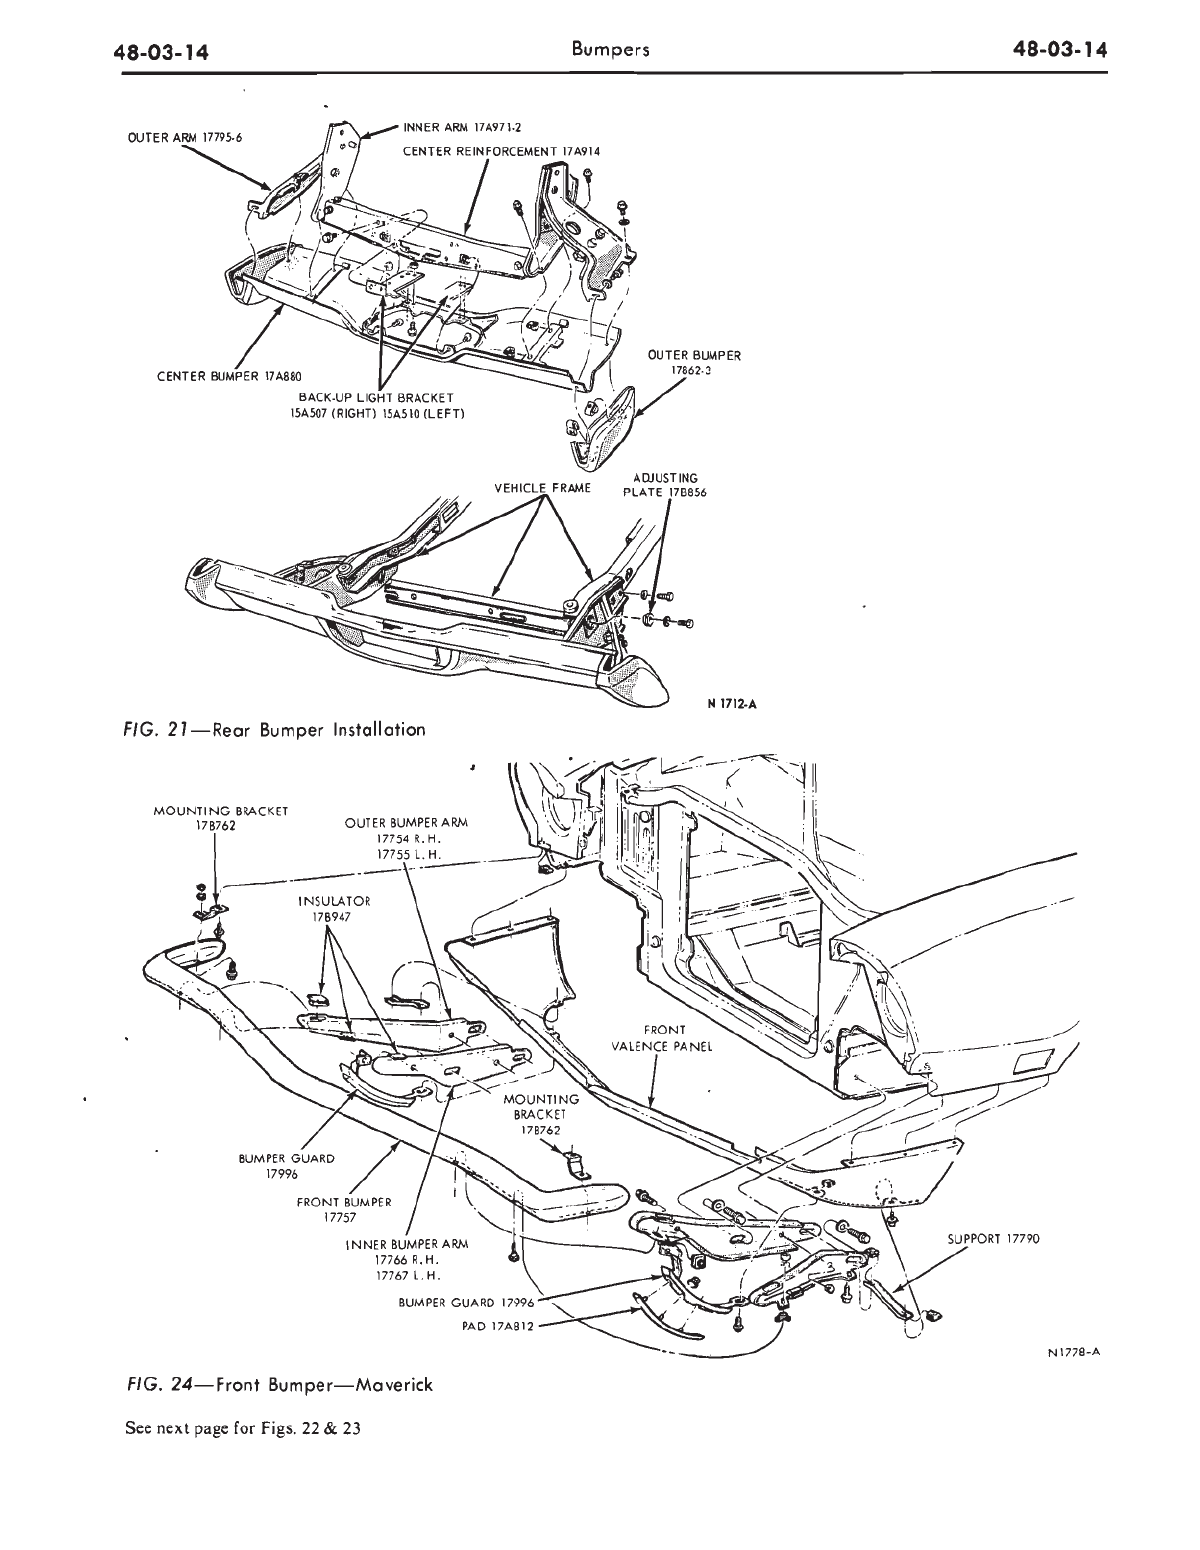 48-03-14
Bumpers
48-03-14
OUTER ARM 17795-6
INNER ARM 17A971-2
CENTER REINFORCEMENT 17A914
OUTER BUMPER
17862-3
CENTER BUMPER 17A880
BACK-UP LIGHT BRACKET
15A507 (RIGHT) 15A510 (LEFT)
VEHICLE FRAME
ADJUSTING
PLATE 17B856
N 1712-A
FIG. 21—Rear Bumper Installation
MOUNTING BRACKET
17B762
OUTER BUMPER ARM
17754 R.H.
17755 L.H.
INSULATOR
17B947
FRONT
VALENCE PANEL
MOUNTING
BRACKET
17B762
BUMPER GUARD
17996
FRONT BUMPER
17757
INNER BUMPER ARM
17766 R.H.
17767 L.H.
SUPPORT 17790
BUMPER GUARD 17996
PAD 17A812
N1778-A
FIG. 24—Front Bumper—Maverick
See next page for Figs. 22 & 23